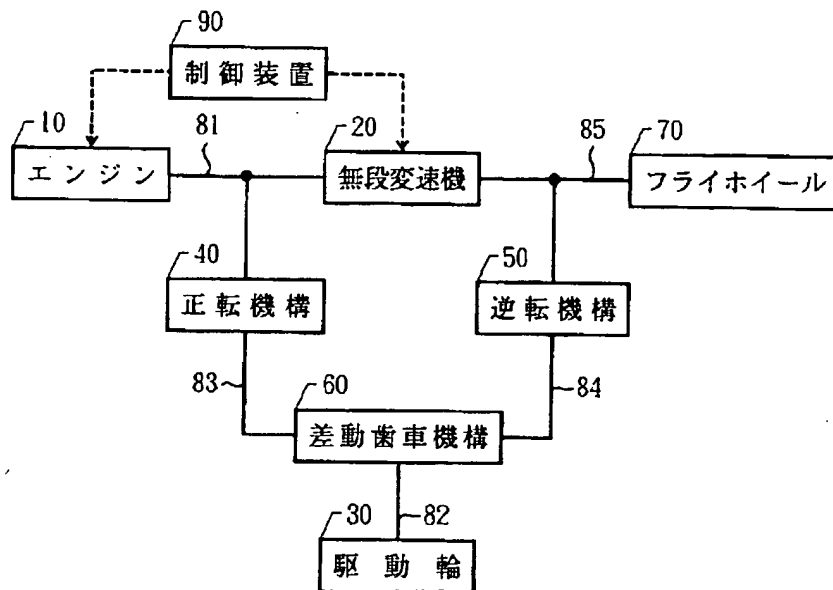 90
制御装置
10
81
20
85
70
エンジン
無段変速機
フライホイール
40
50
正転機構
逆転機構
83
60
84
差動歯車機構
30
82
駆動輪